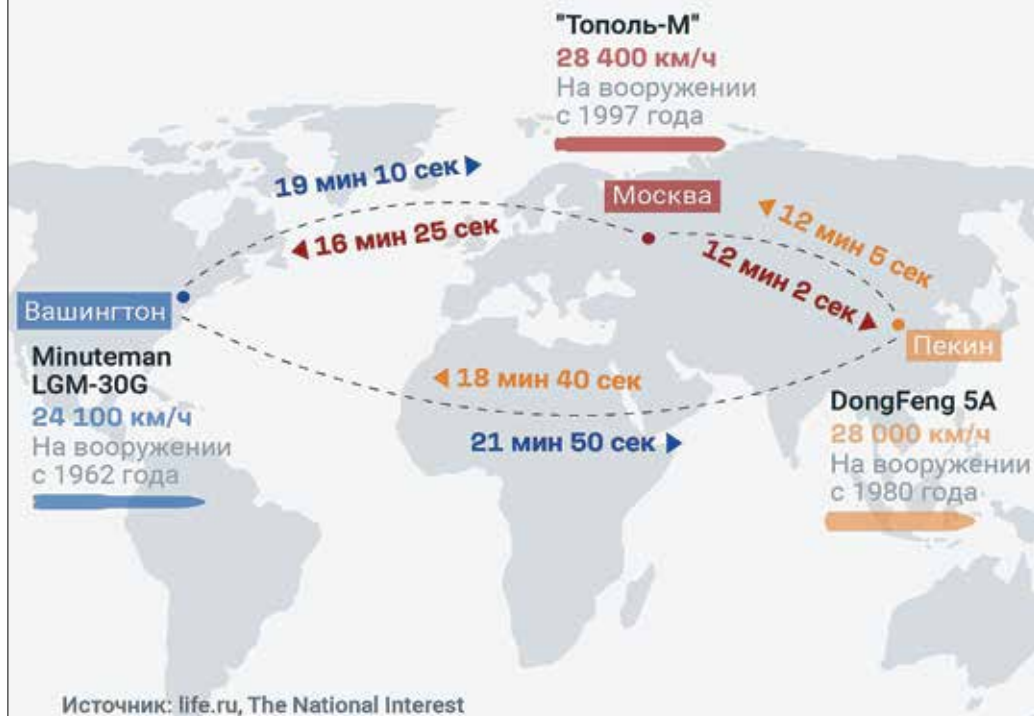 "Тополь-М"
28 400 км/ч
На вооружении
с 1997 года
19 мин 10 сек
Москва
16 мин 25 сек
12 мин 5 сек
12 мин 2 сек
Вашингтон
Пекин
Minuteman
LGM-30G
24 100 км/ч
На вооружении
с 1962 года
18 мин 40 сек
21 мин 50 сек
DongFeng 5A
28 000 км/ч
На вооружении
с 1980 года
Источник: life.ru, The National Interest